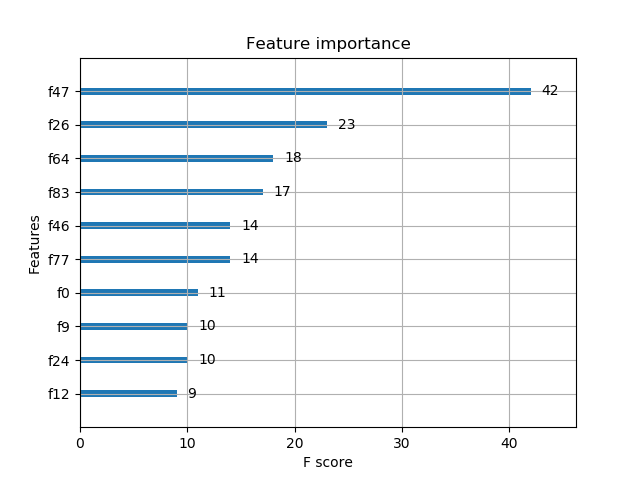 Feature importance
f47 42
f26 23
f64 18
f83 17
f46 14
f77 14
f0 11
f9 10
f24 10
f12 9
Features
0 10 20 30 40
F score